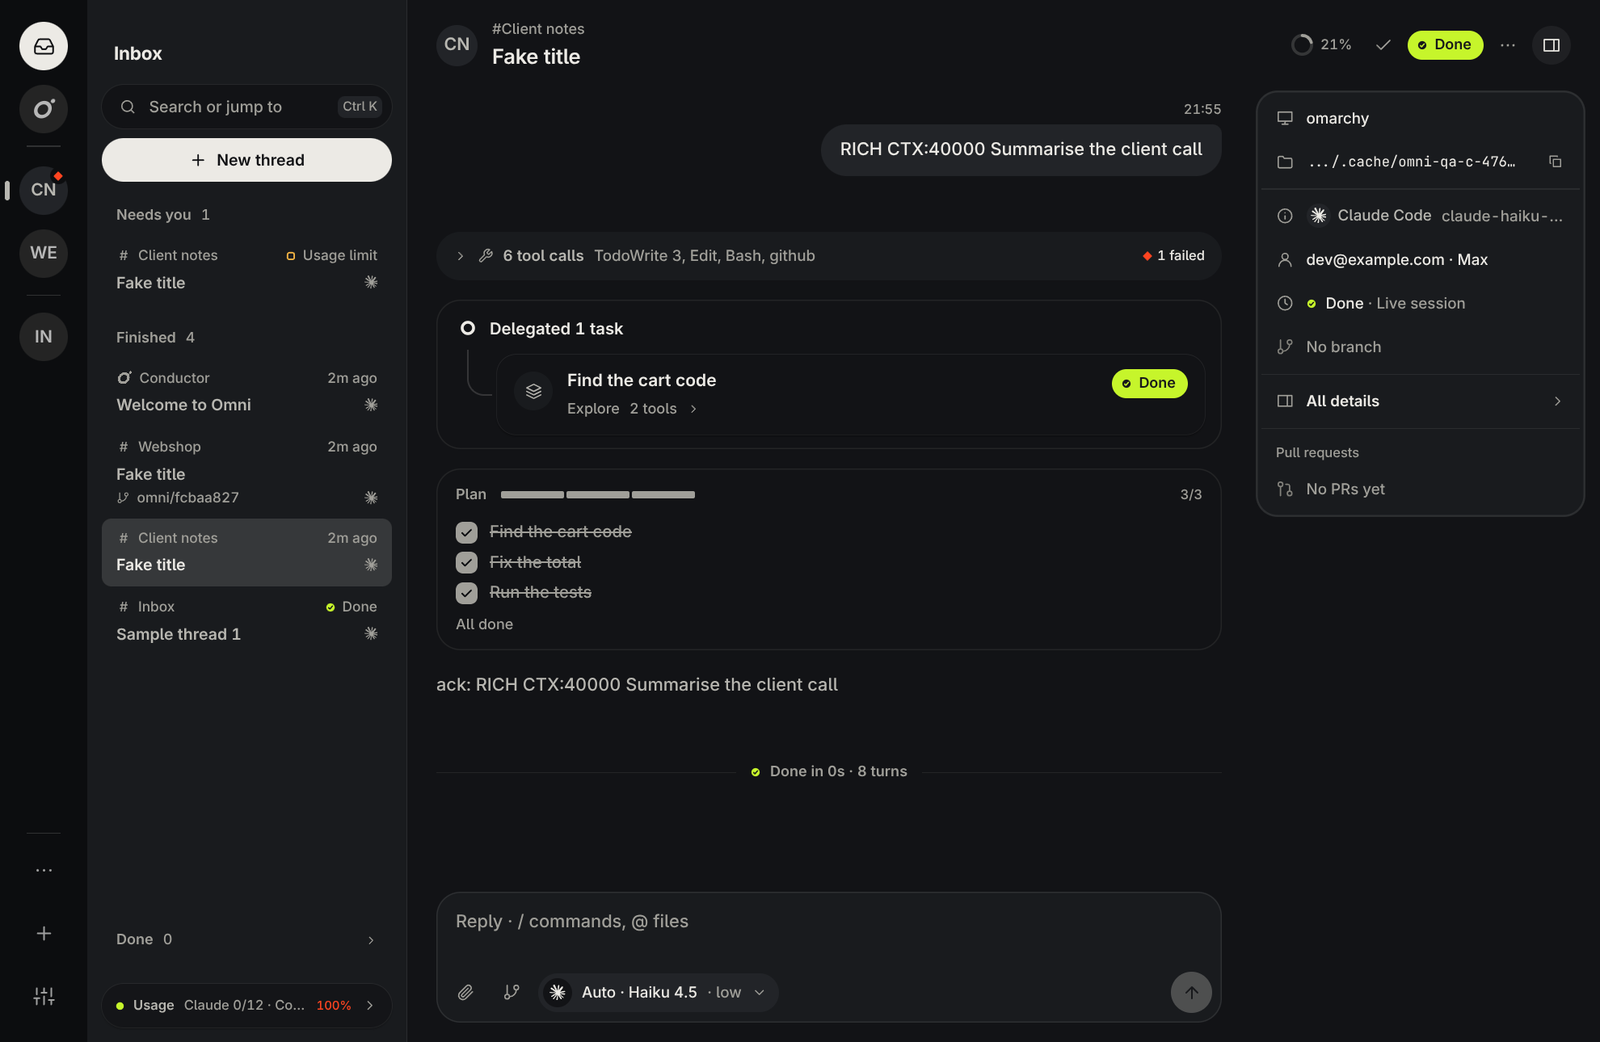 Inbox
Search or jump to
Ctrl K
New thread
CN
WE
IN
Needs you 1
# Client notes
Usage limit
Fake title
Finished 4
Conductor
2m ago
Welcome to Omni
# Webshop
2m ago
Fake title
omni/fcbaa827
# Client notes
2m ago
Fake title
# Inbox
Done
Sample thread 1
Done 0
Usage Claude 0/12 · Co... 100%
CN
#Client notes
Fake title
21%
Done
21:55
RICH CTX:40000 Summarise the client call
6 tool calls TodoWrite 3, Edit, Bash, github
1 failed
Delegated 1 task
Find the cart code
Explore 2 tools
Done
Plan
3/3
Find the cart code
Fix the total
Run the tests
All done
ack: RICH CTX:40000 Summarise the client call
Done in 0s · 8 turns
Reply · / commands, @ files
Auto · Haiku 4.5 · low
omarchy
.../.cache/omni-qa-c-476...
Claude Code claude-haiku-...
dev@example.com · Max
Done · Live session
No branch
All details
Pull requests
No PRs yet